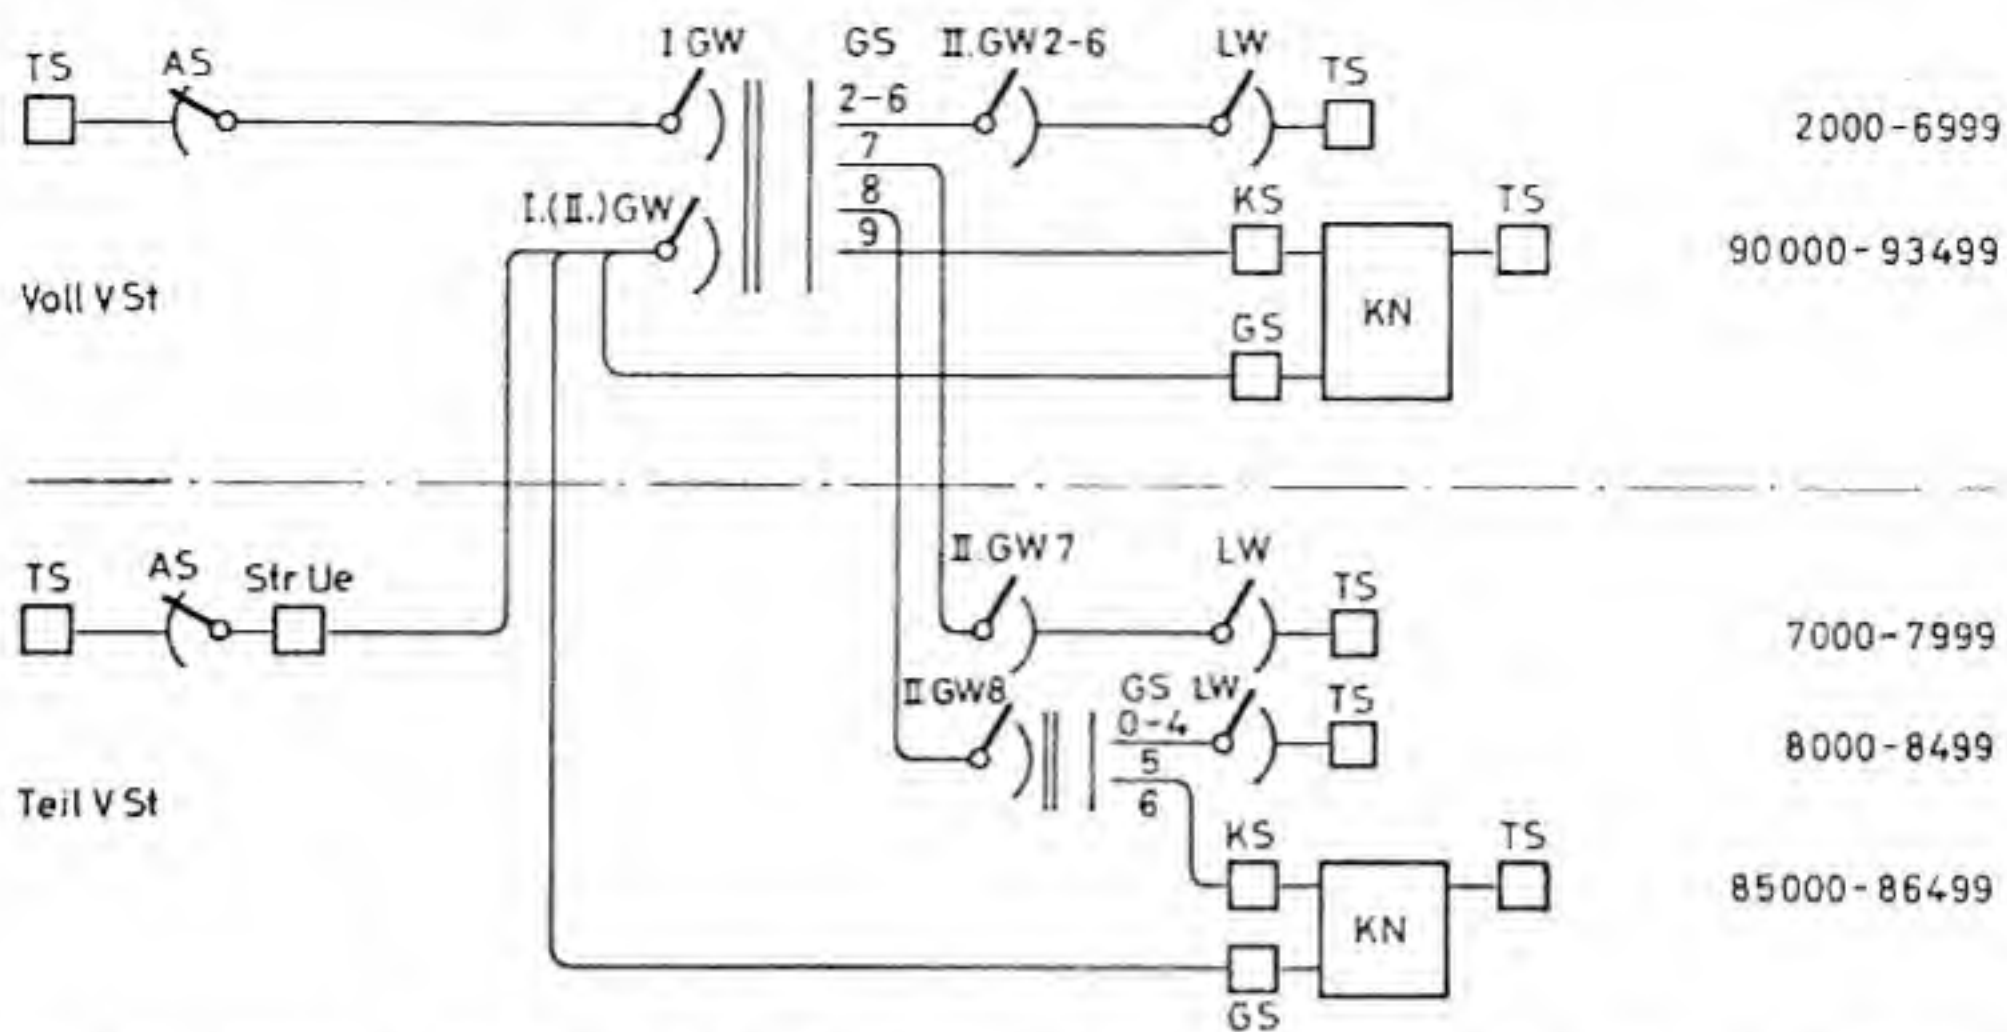 I GW GS II.GW 2-6 LW
TS AS TS
2-6
2000-6999
7
8
I.(II.)GW KS TS
9
90000-93499
Voll V St
KN
GS
II.GW 7 LW
TS AS Str Ue TS
7000-7999
II.GW8 GS LW TS
0-4
8000-8499
5
Teil V St
6
KS TS
85000-86499
KN
GS